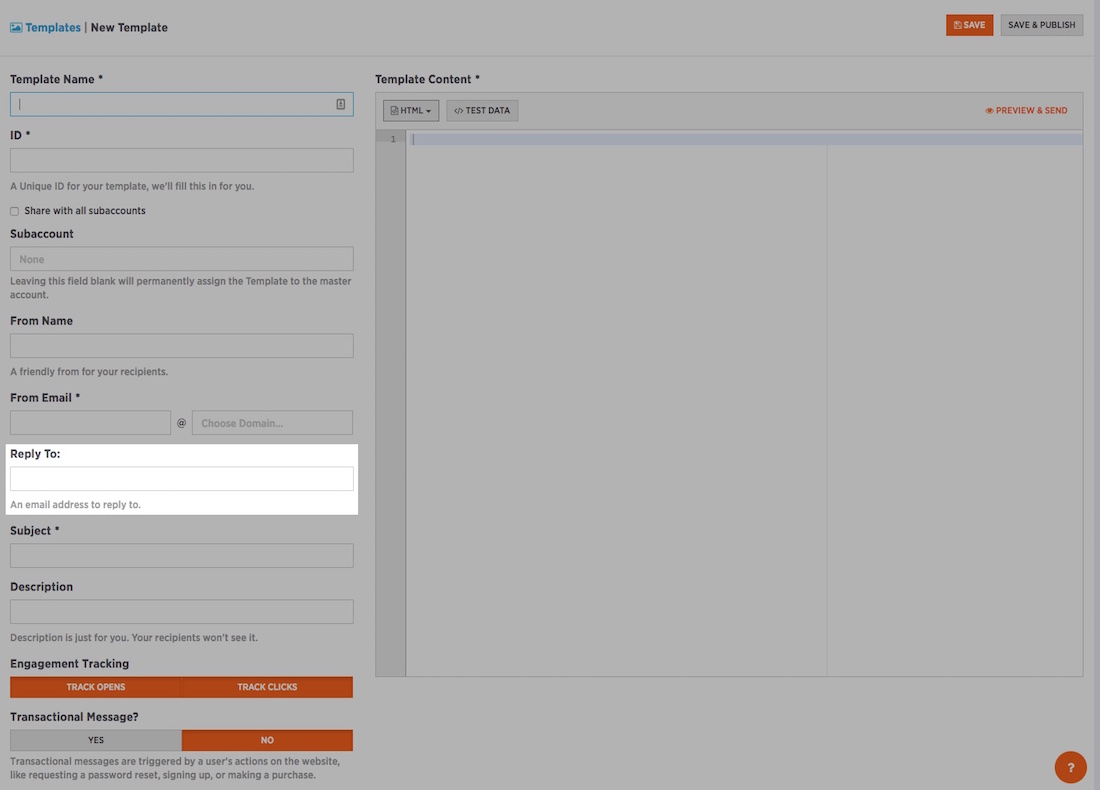 Templates | New Template
SAVE
SAVE & PUBLISH
Template Name *
ID *
A Unique ID for your template, we'll fill this in for you.
Share with all subaccounts
Subaccount
None
Leaving this field blank will permanently assign the Template to the master
account.
From Name
A friendly from for your recipients.
From Email *
@ Choose Domain...
Reply To:
An email address to reply to.
Subject *
Description
Description is just for you. Your recipients won't see it.
Engagement Tracking
TRACK OPENS
TRACK CLICKS
Transactional Message?
YES
NO
Transactional messages are triggered by a user's actions on the website,
like requesting a password reset, signing up, or making a purchase.
Template Content *
HTML
</> TEST DATA
PREVIEW & SEND
1
?